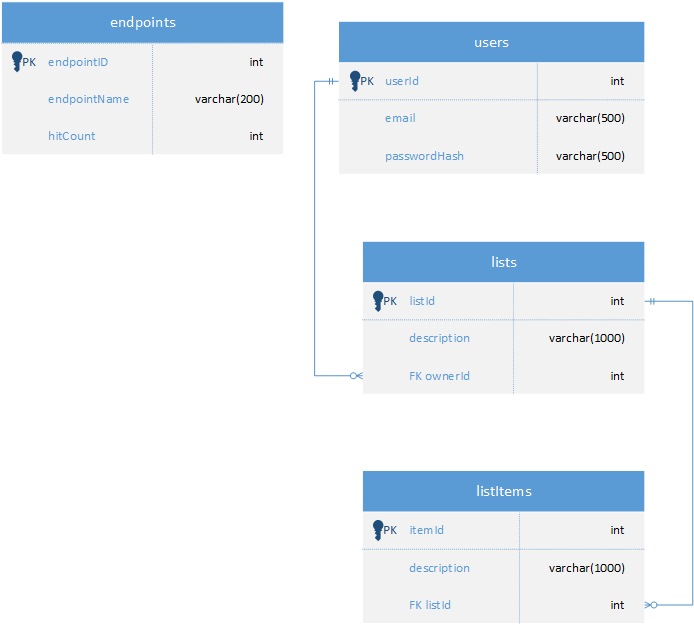 endpoints
PK endpointID int
endpointName varchar(200)
hitCount int
users
PK userId int
email varchar(500)
passwordHash varchar(500)
lists
PK listId int
description varchar(1000)
FK ownerId int
listItems
PK itemId int
description varchar(1000)
FK listId int